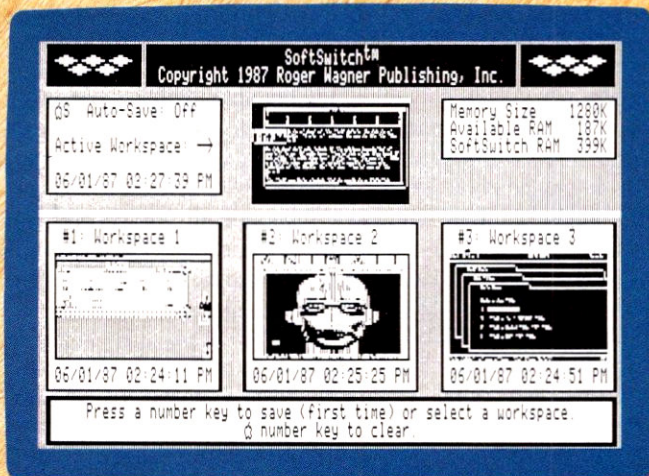 SoftSwitch™
Copyright 1987 Roger Wagner Publishing, Inc.
S Auto-Save: Off
Active Workspace: →
06/01/87 02:27:39 PM
Memory Size 1280K
Available RAM 187K
SoftSwitch RAM 399K
#1: Workspace 1
06/01/87 02:24:11 PM
#2: Workspace 2
06/01/87 02:25:25 PM
#3: Workspace 3
06/01/87 02:24:51 PM
Press a number key to save (first time) or select a workspace.
number key to clear.